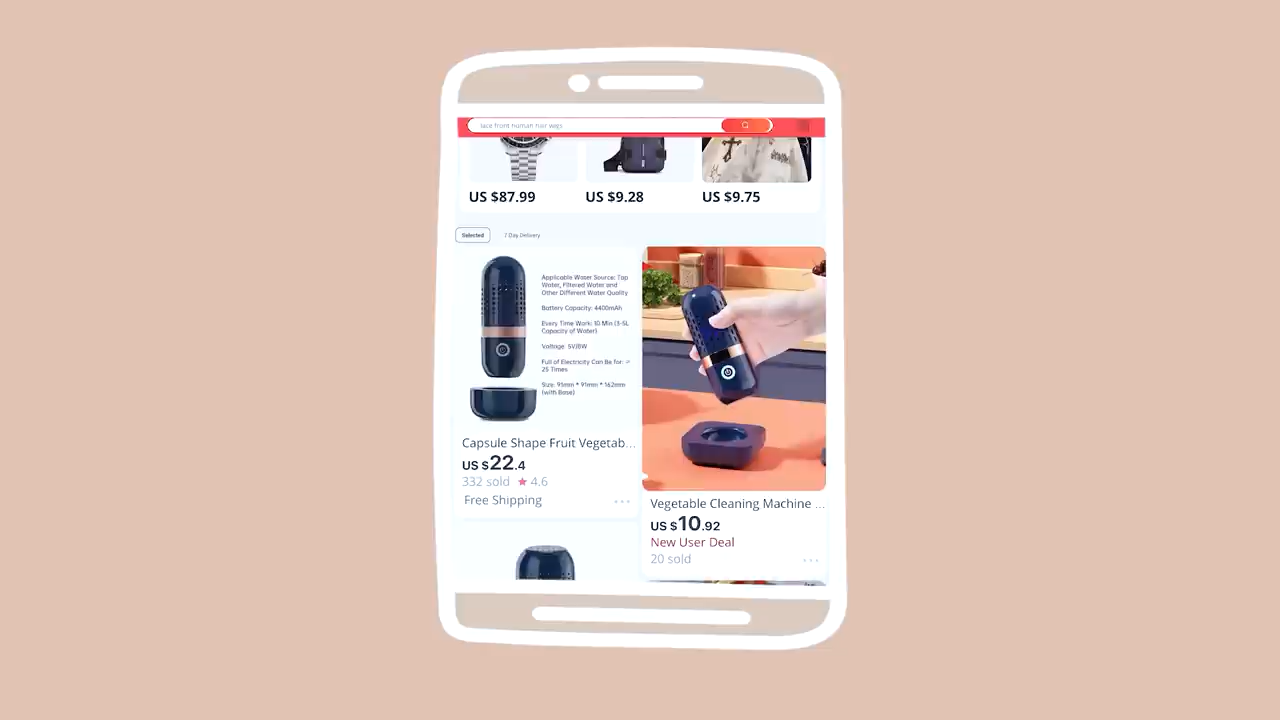 lace front human hair wigs
US $87.99
US $9.28
US $9.75
Selected
7 Day Delivery
Applicable Waser Source: Tap
Water, Filtered Water and
Other Different Water Quality
Battery Capacity: 4400mAh
Every Time Work: 10 Min (3-5L
Capacity of Water)
Voltage: 5V/8W
Full of Electricity Can Be for: >
25 Times
Size: 91mm * 91mm * 162mm
(with Base)
Capsule Shape Fruit Vegetab...
US $22.4
332 sold ★ 4.6
Free Shipping
Vegetable Cleaning Machine ...
US $10.92
New User Deal
20 sold